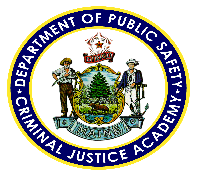 DEPARTMENT OF PUBLIC SAFETY
CRIMINAL JUSTICE ACADEMY